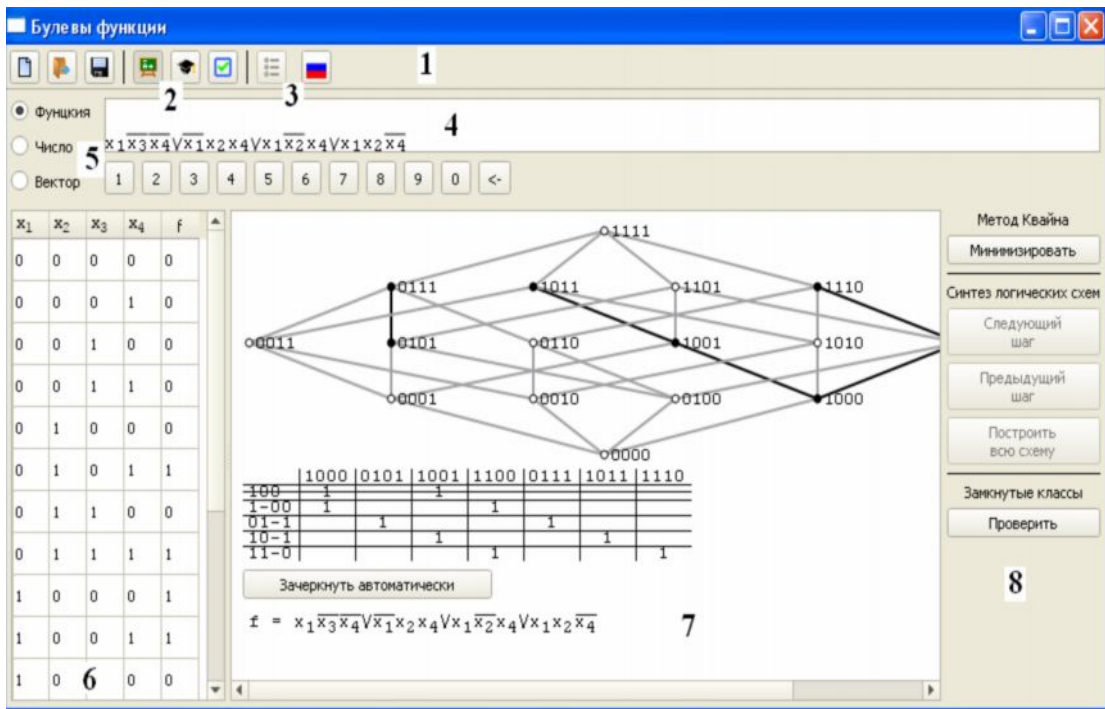 Булевы функции
1
2
3
Фунцкия
4
x̅1x̅3x̅4∨x̅1x2x4∨x1x̅2x4∨x1x2x̅4
Число
5
Вектор
1 2 3 4 5 6 7 8 9 0 <-
x1 x2 x3 x4 f
0 0 0 0 0
0 0 0 1 0
0 0 1 0 0
0 0 1 1 0
0 1 0 0 0
0 1 0 1 1
0 1 1 0 0
0 1 1 1 1
1 0 0 0 1
1 0 0 1 1
1 0 6 0 0
1111
0111 1011 1101 1110
0011 0101 0110 1001 1010
0001 0010 0100 1000
0000
1000 0101 1001 1100 0111 1011 1110
100 1 1
1-00 1 1
01-1 1 1
10-1 1 1
11-0 1 1
Зачеркнуть автоматически
f = x1x̅3x̅4∨x̅1x2x4∨x1x̅2x4∨x1x2x̅4
7
Метод Квайна
Минимизировать
Синтез логических схем
Следующий
шаг
Предыдущий
шаг
Построить
всю схему
Замкнутые классы
Проверить
8